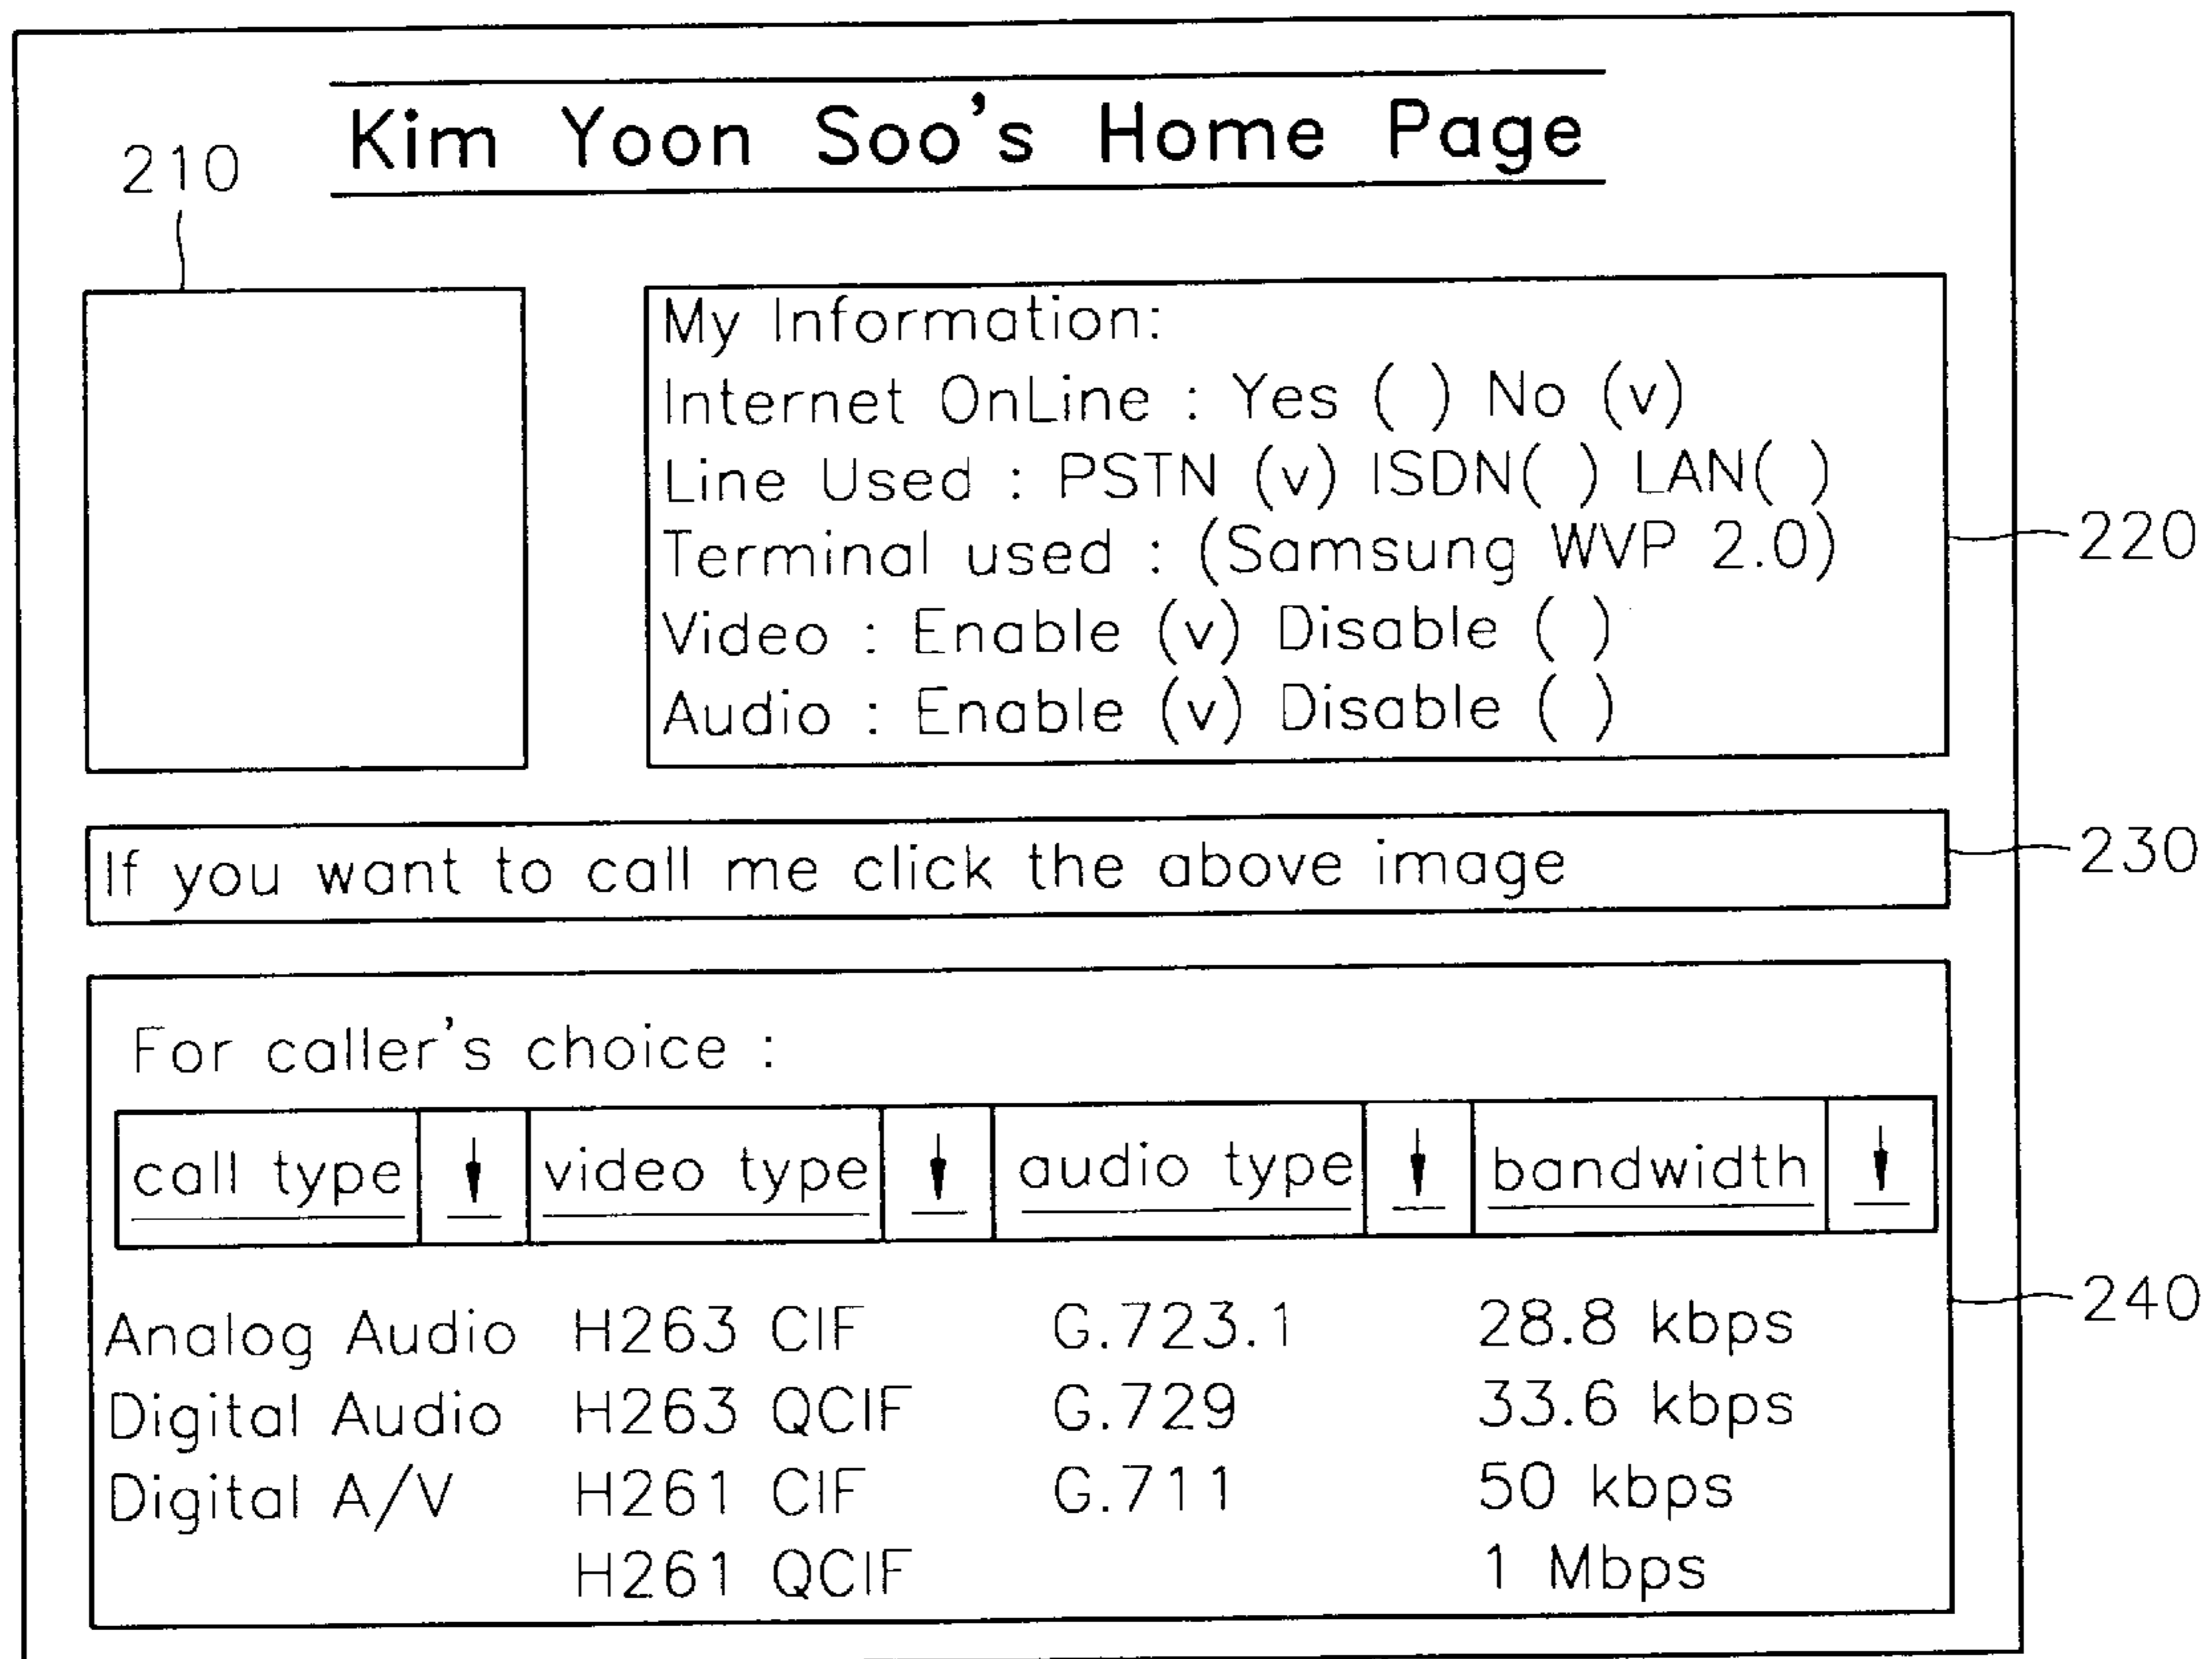 Kim Yoon Soo's Home Page
210
My Information:
Internet OnLine : Yes ( ) No (v)
Line Used : PSTN (v) ISDN( ) LAN( )
Terminal used : (Samsung WVP 2.0)
Video : Enable (v) Disable ( )
Audio : Enable (v) Disable ( )
220
If you want to call me click the above image
230
For caller's choice :
call type ↓ video type ↓ audio type ↓ bandwidth ↓
Analog Audio H263 CIF G.723.1 28.8 kbps
240
Digital Audio H263 QCIF G.729 33.6 kbps
Digital A/V H261 CIF G.711 50 kbps
H261 QCIF 1 Mbps